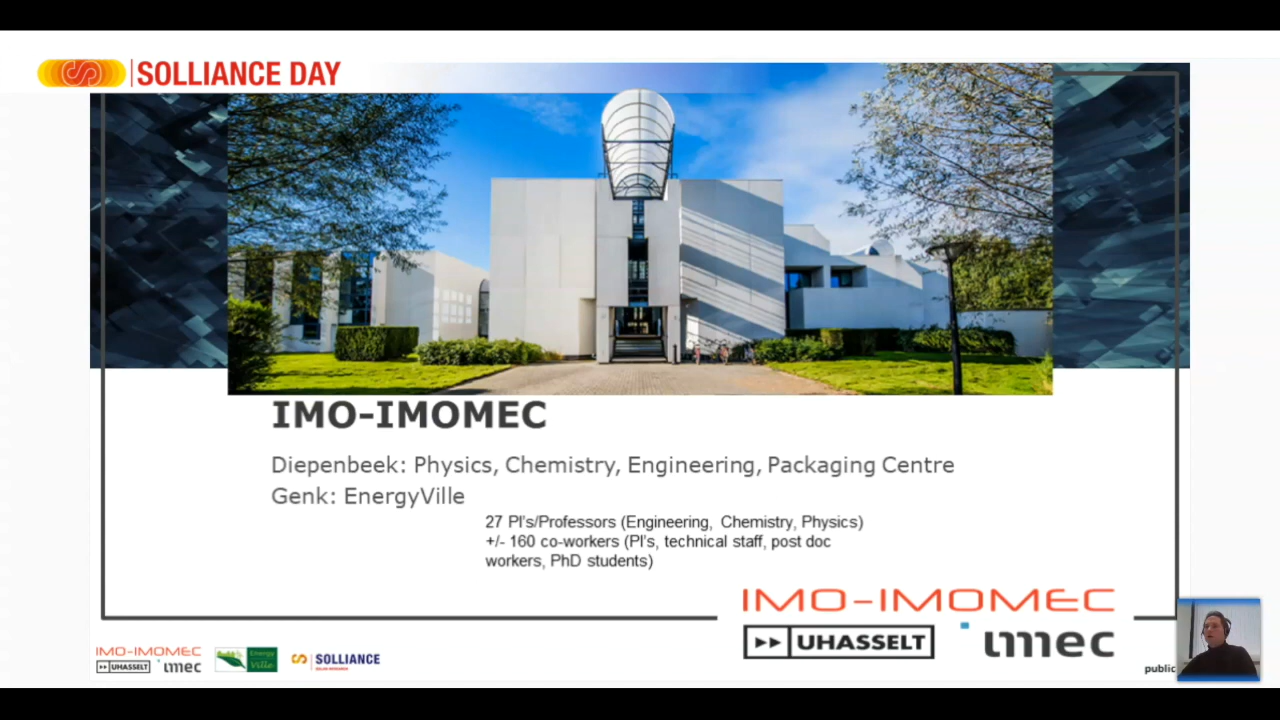 SOLLIANCE DAY
IMO-IMOMEC
Diepenbeek: Physics, Chemistry, Engineering, Packaging Centre
Genk: EnergyVille
27 PI's/Professors (Engineering, Chemistry, Physics)
+/- 160 co-workers (PI's, technical staff, post doc
workers, PhD students)
IMO-IMOMEC
UHASSELT
imec
IMO-IMOMEC
UHASSELT
imec
Energy
Ville
SOLLIANCE
public